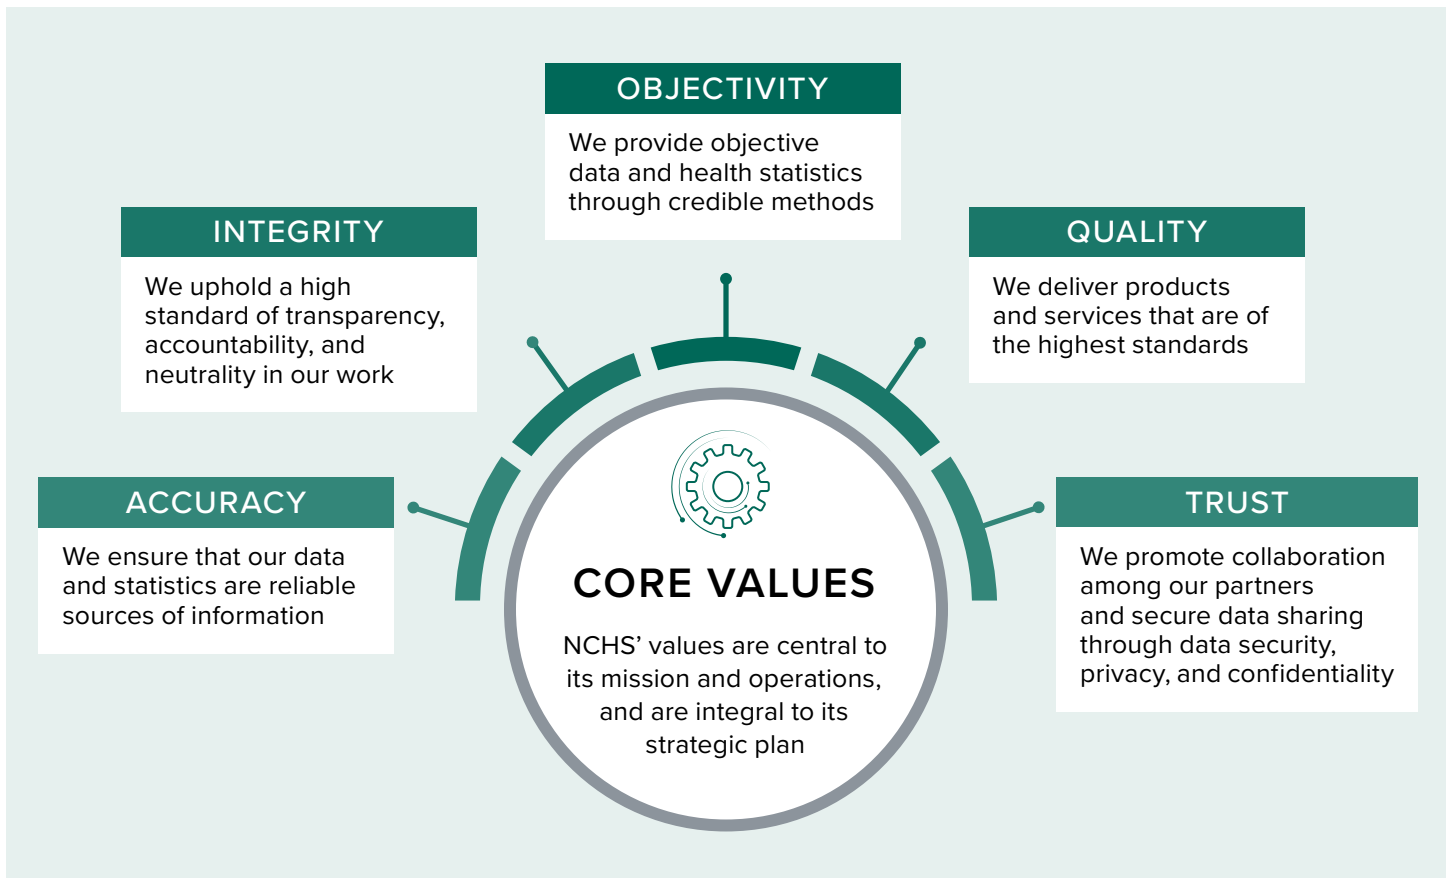 OBJECTIVITY
We provide objective
data and health statistics
through credible methods
INTEGRITY
We uphold a high
standard of transparency,
accountability, and
neutrality in our work
QUALITY
We deliver products
and services that are of
the highest standards
ACCURACY
We ensure that our data
and statistics are reliable
sources of information
TRUST
We promote collaboration
among our partners
and secure data sharing
through data security,
privacy, and confidentiality
CORE VALUES
NCHS’ values are central to
its mission and operations,
and are integral to its
strategic plan